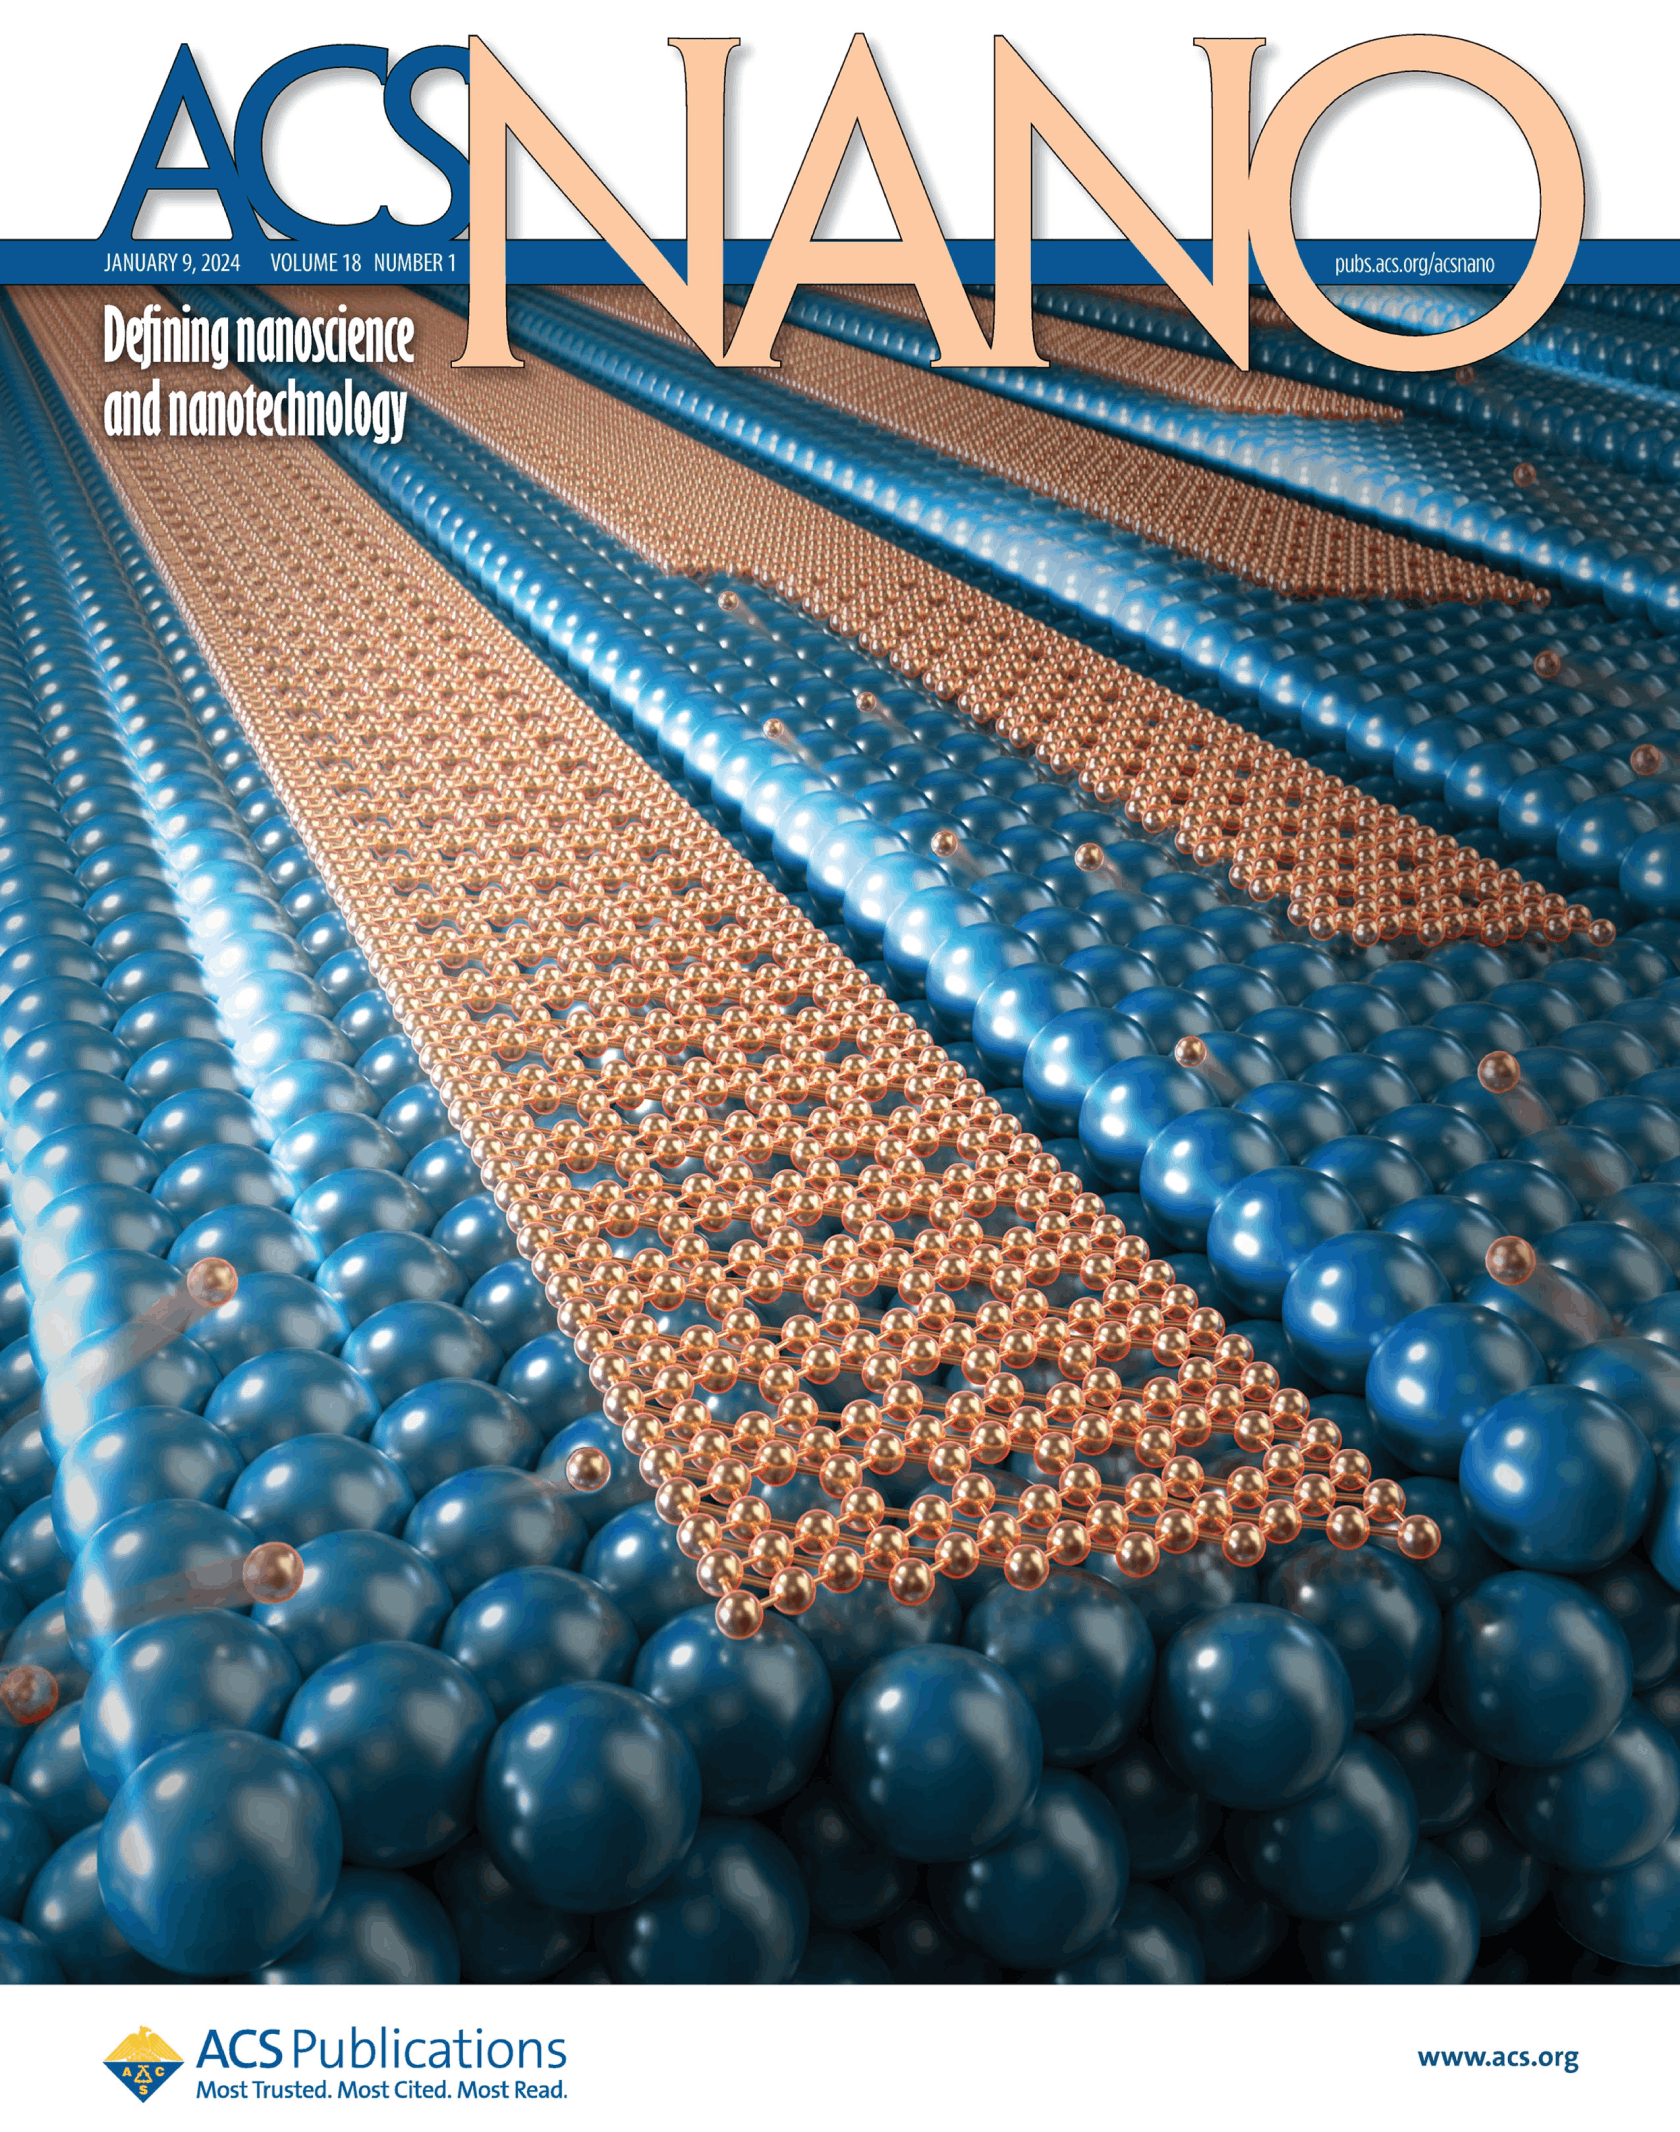 ACS NANO
JANUARY 9, 2024 VOLUME 18 NUMBER 1
pubs.acs.org/acsnano
Defining nanoscience
and nanotechnology
A C S
ACS Publications
Most Trusted. Most Cited. Most Read.
www.acs.org